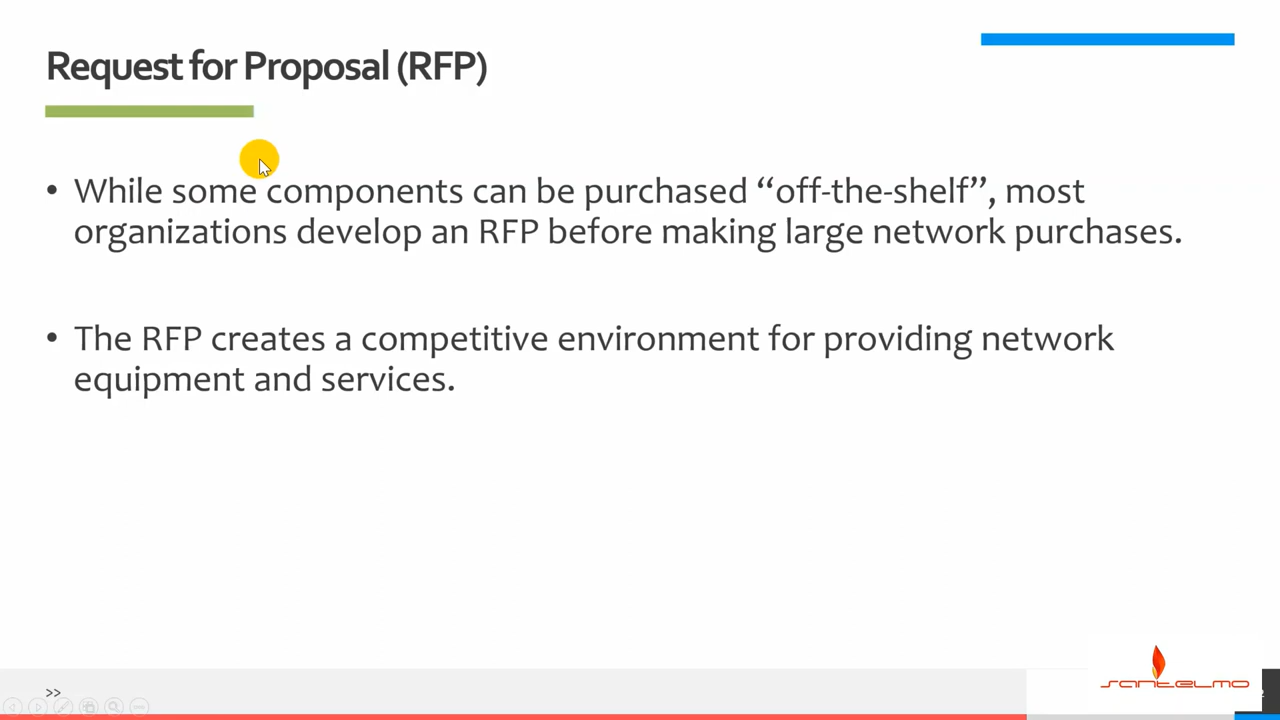 Request for Proposal (RFP)
• While some components can be purchased “off-the-shelf”, most
organizations develop an RFP before making large network purchases.
• The RFP creates a competitive environment for providing network
equipment and services.
>>
santelmo
2